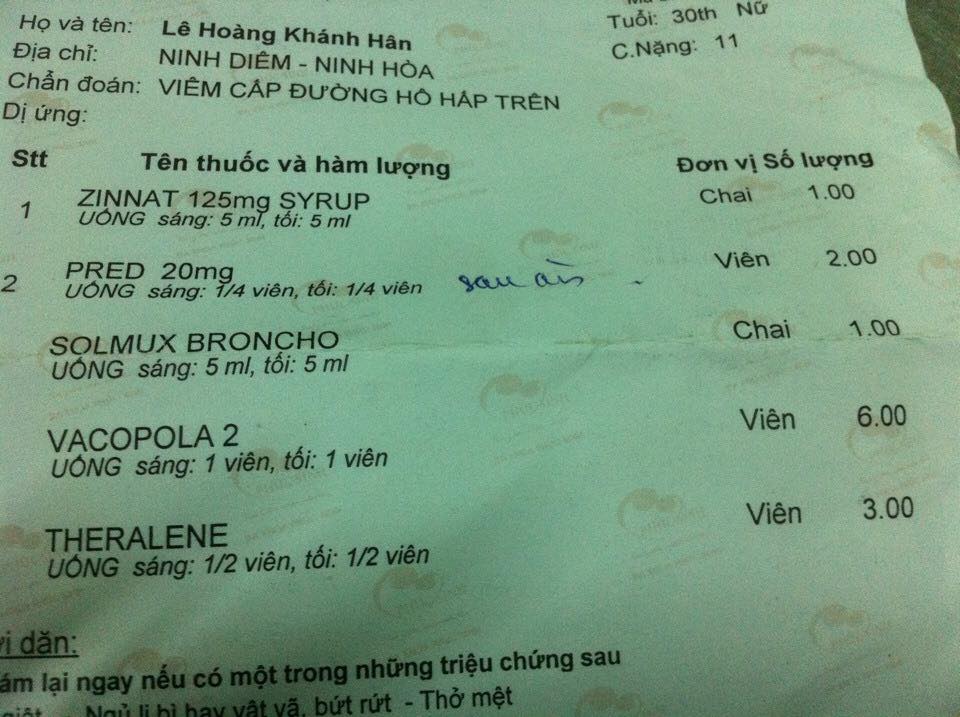 Họ và tên: Lê Hoàng Khánh Hân Tuổi: 30th Nữ
Địa chỉ: NINH DIÊM - NINH HÒA C.Nặng: 11
Chẩn đoán: VIÊM CẤP ĐƯỜNG HÔ HẤP TRÊN
Dị ứng:
Stt Tên thuốc và hàm lượng Đơn vị Số lượng
1 ZINNAT 125mg SYRUP Chai 1.00
UỐNG sáng: 5 ml, tối: 5 ml
2 PRED 20mg Viên 2.00
UỐNG sáng: 1/4 viên, tối: 1/4 viên sau ăn
SOLMUX BRONCHO Chai 1.00
UỐNG sáng: 5 ml, tối: 5 ml
VACOPOLA 2 Viên 6.00
UỐNG sáng: 1 viên, tối: 1 viên
THERALENE Viên 3.00
UỐNG sáng: 1/2 viên, tối: 1/2 viên
dặn:
lại ngay nếu có một trong những triệu chứng sau
Ngủ li bì hay vật vã, bứt rứt - Thở mệt